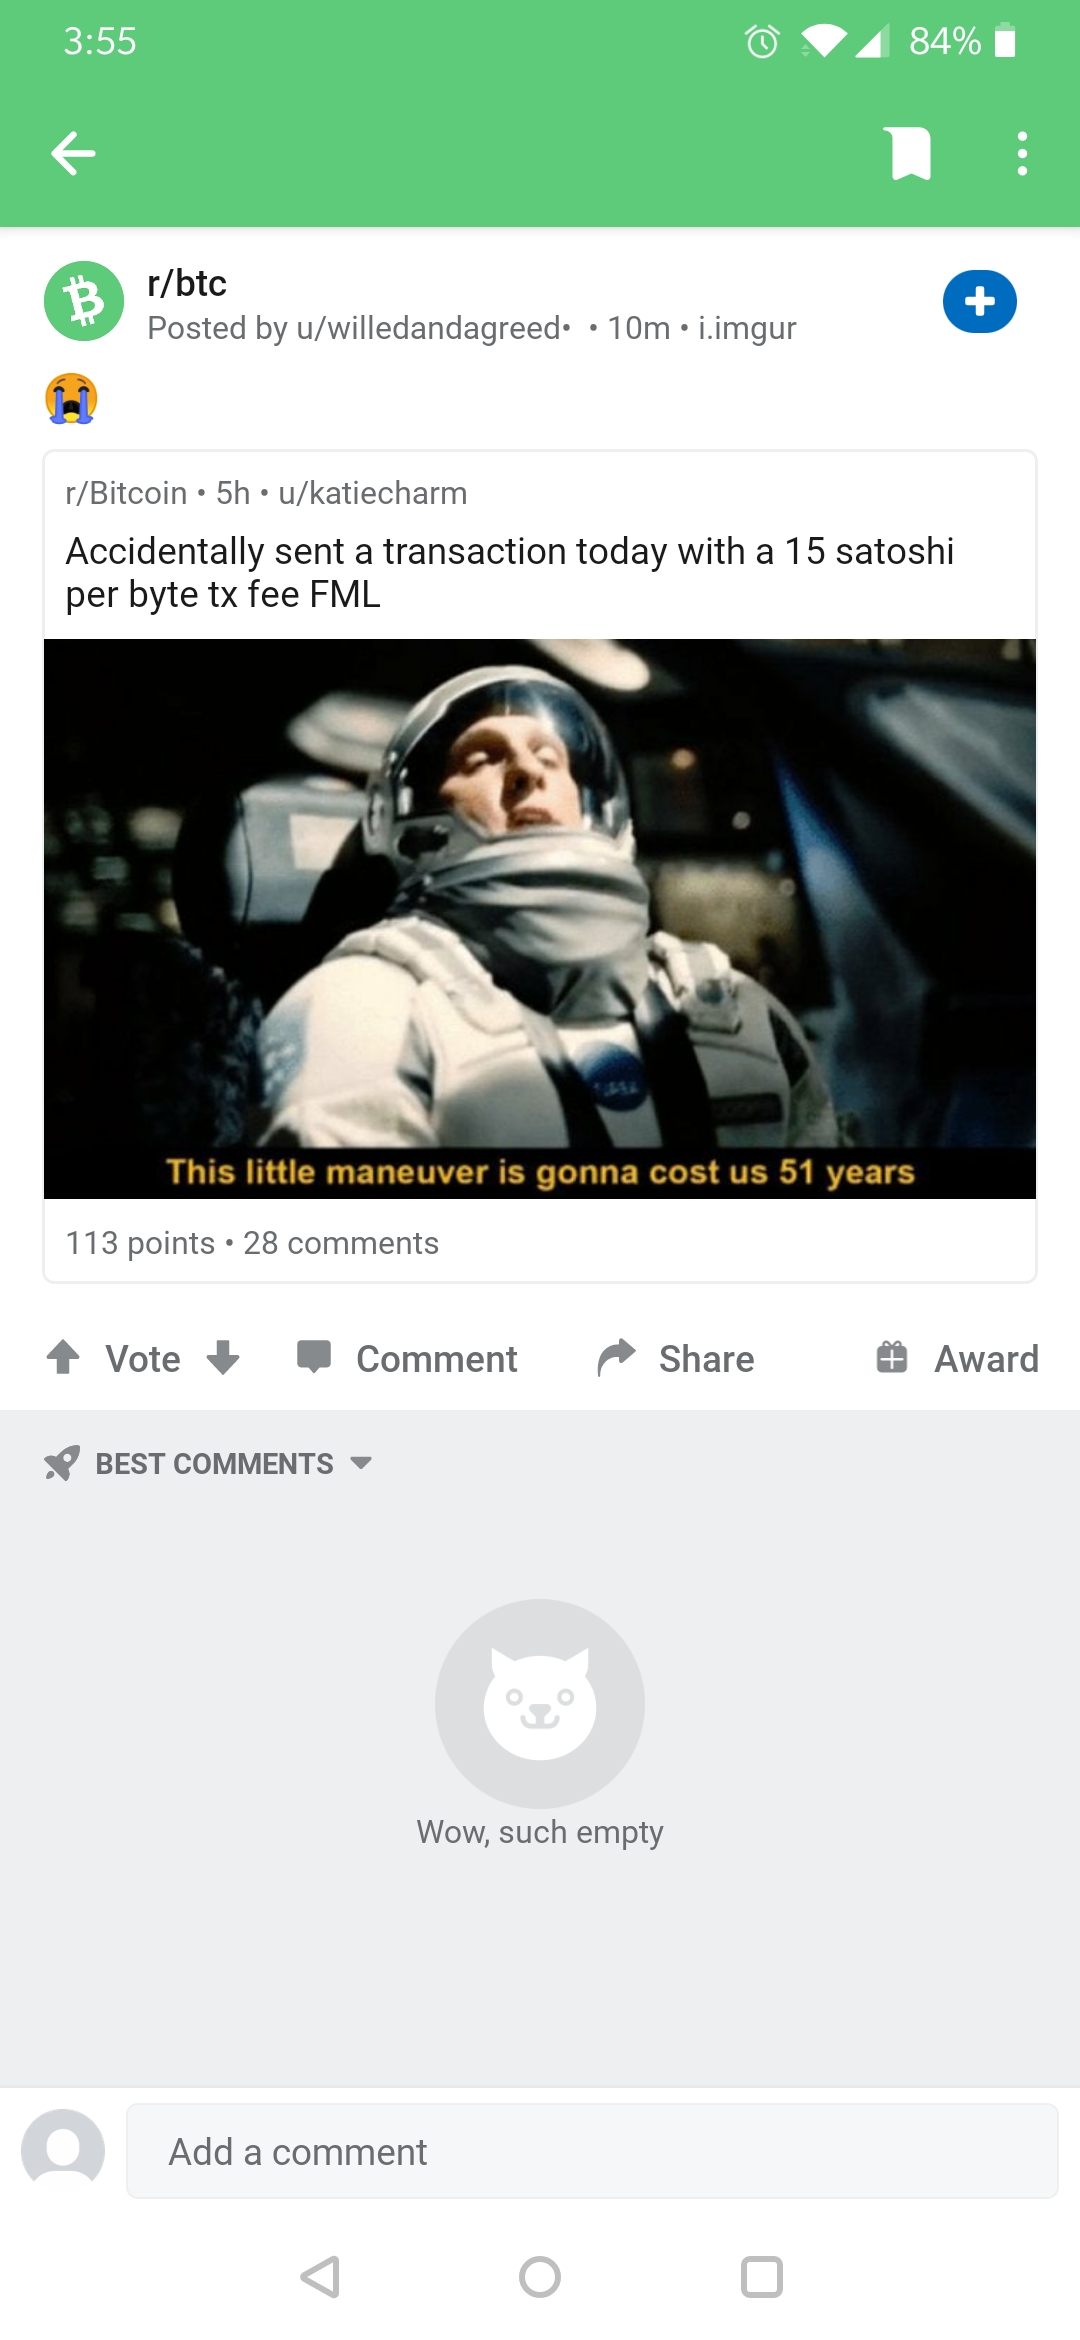 3:55
84%
r/btc
Posted by u/willedandagreed• • 10m • i.imgur
😭
r/Bitcoin • 5h • u/katiecharm
Accidentally sent a transaction today with a 15 satoshi
per byte tx fee FML
This little maneuver is gonna cost us 51 years
113 points • 28 comments
Vote
Comment
Share
Award
BEST COMMENTS
Wow, such empty
Add a comment